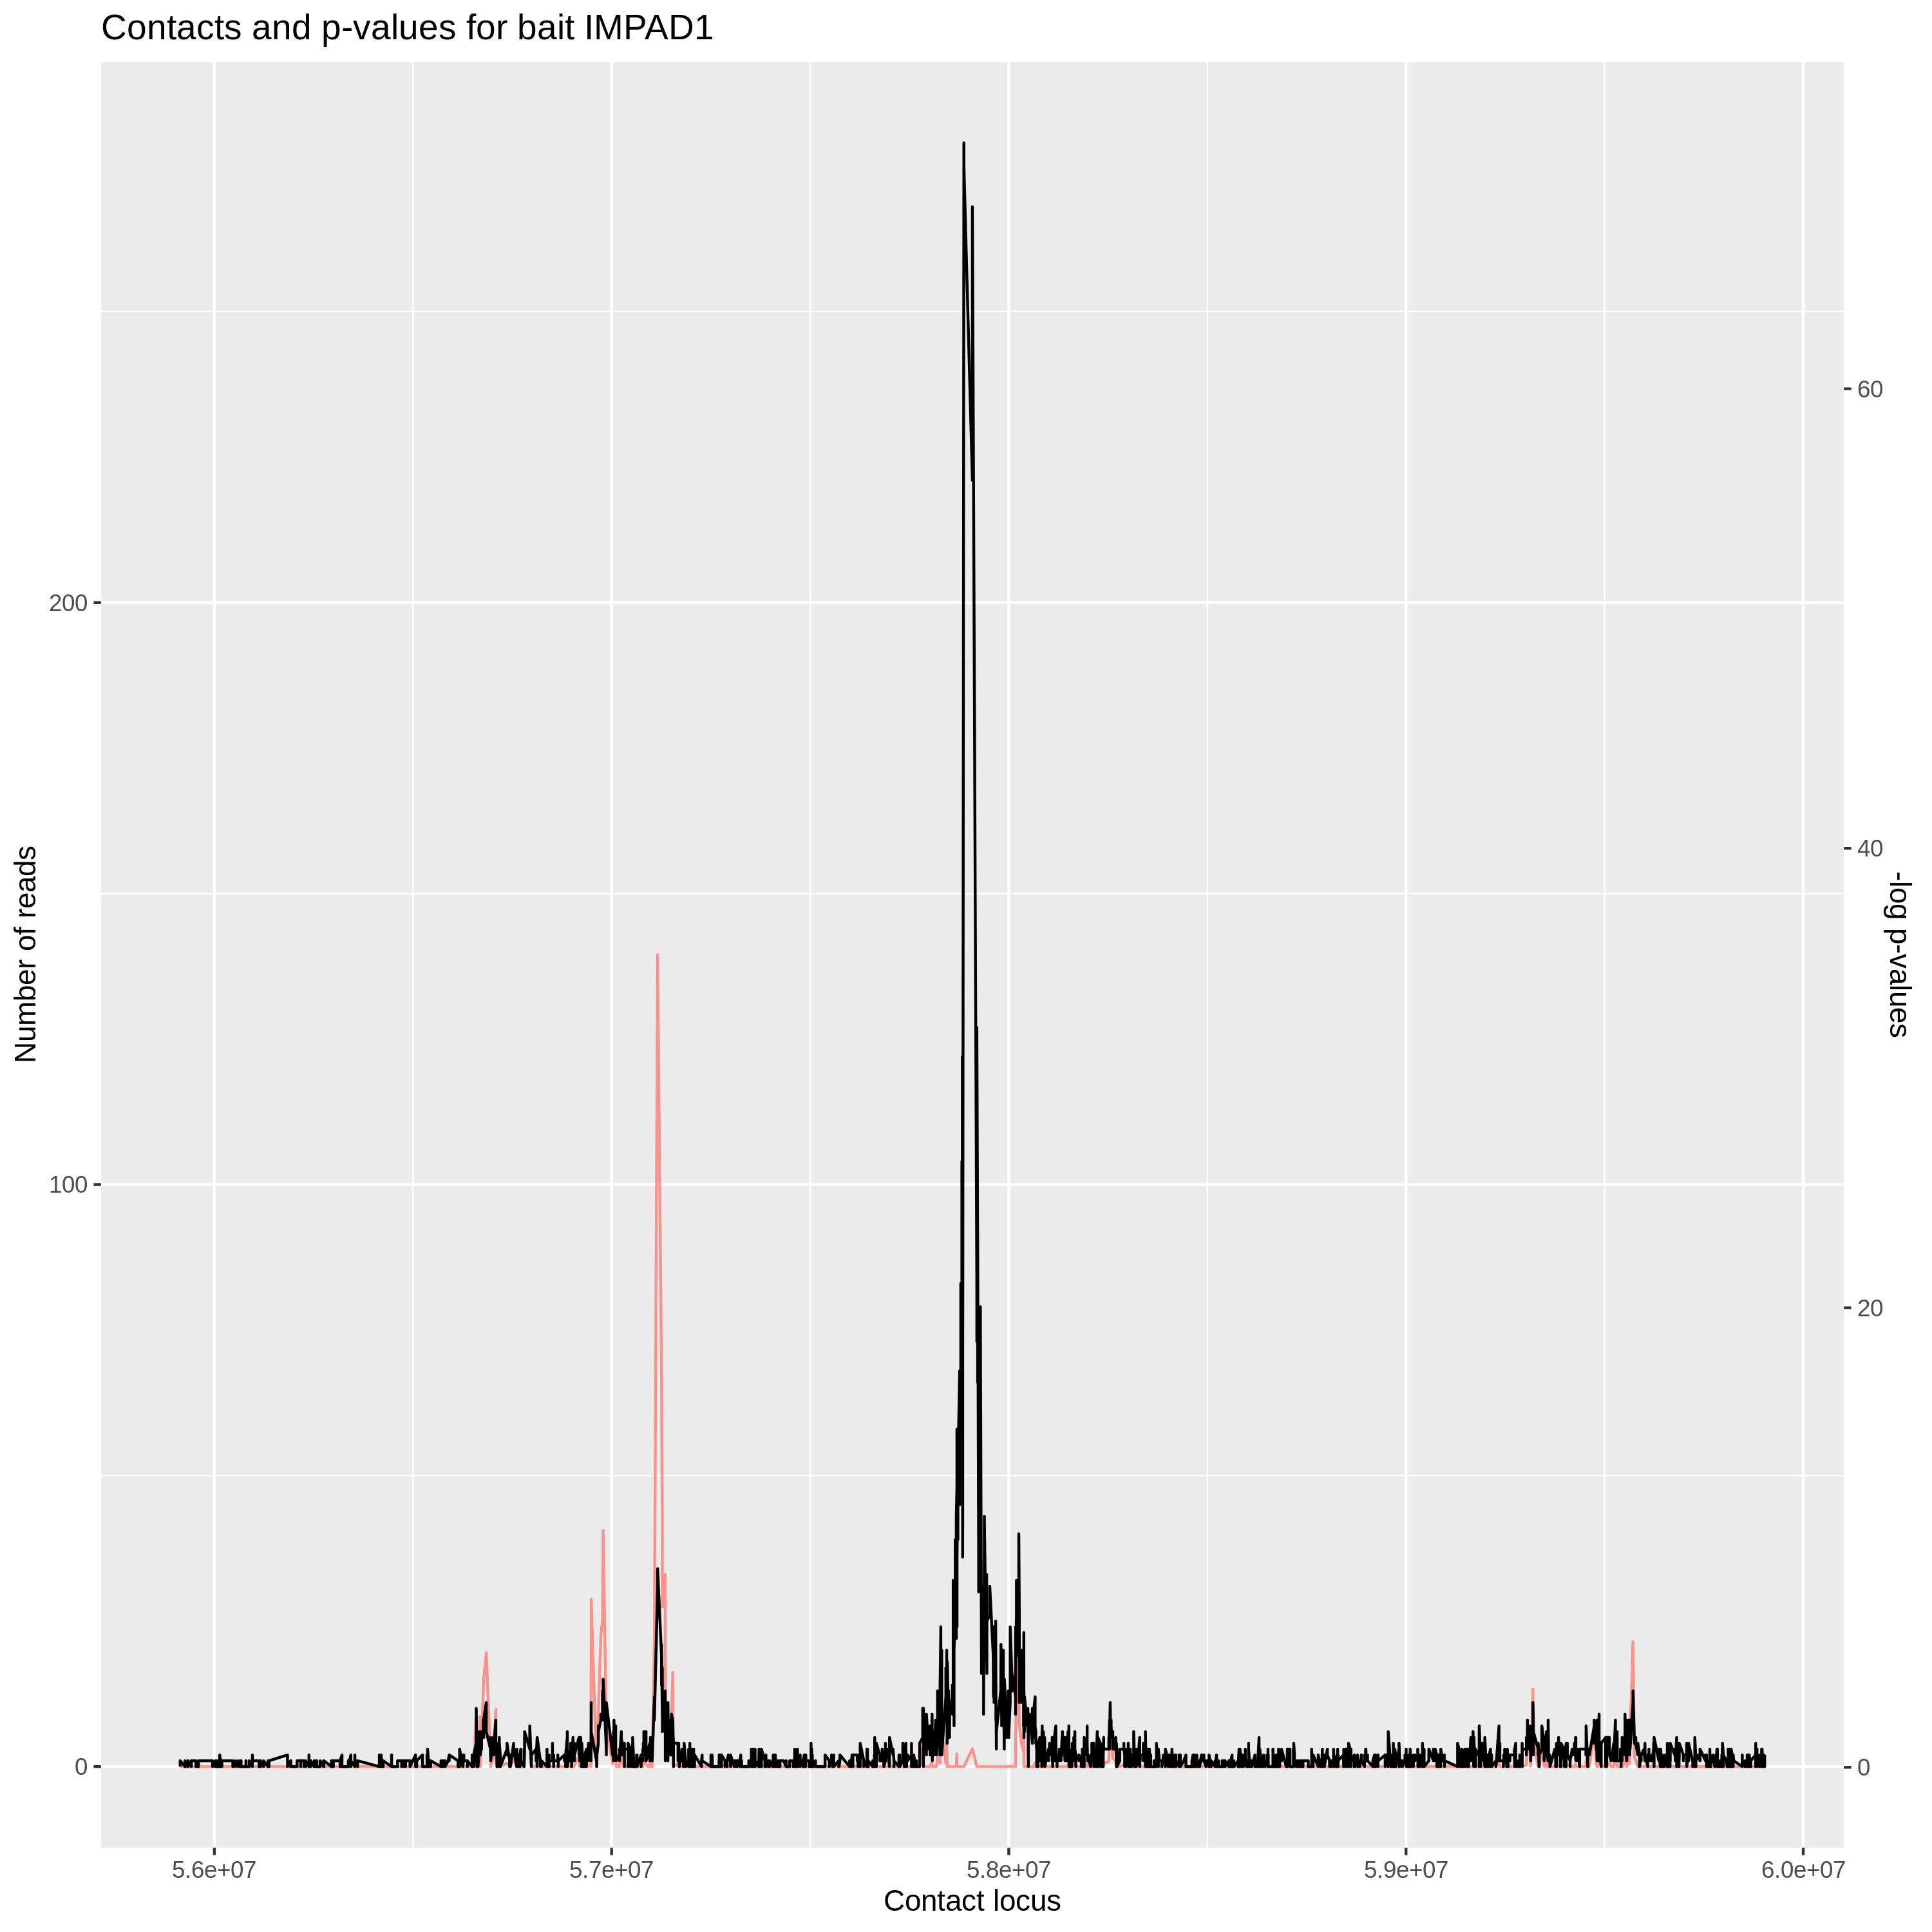 Contacts and p-values for bait IMPAD1
Number of reads
200
100
0
60
40
20
0
-log p-values
5.6e+07
5.7e+07
5.8e+07
5.9e+07
6.0e+07
Contact locus